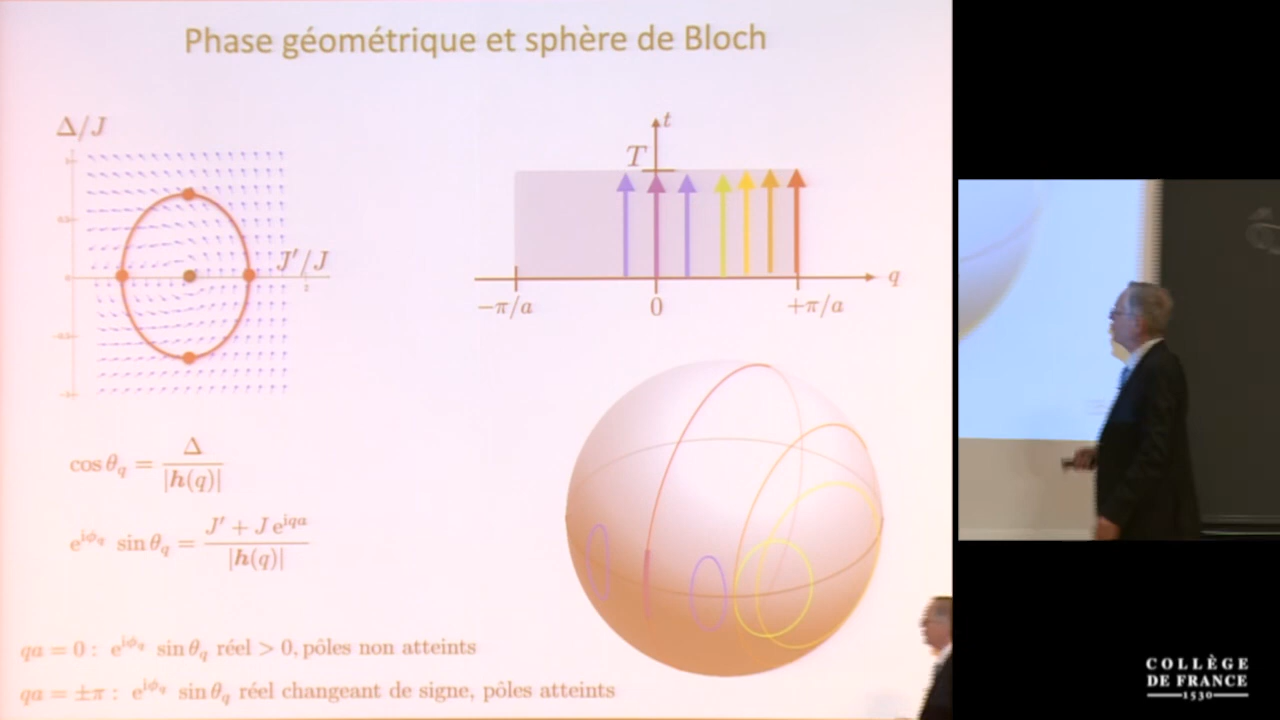 Phase géométrique et sphère de Bloch
Δ/J
J′/J
t
T
q
−π/a
0
+π/a
cos θ_q = Δ / |h(q)|
e^{iϕ_q} sin θ_q = (J′ + J e^{iqa}) / |h(q)|
qa = 0 : e^{iϕ_q} sin θ_q réel > 0, pôles non atteints
qa = ±π : e^{iϕ_q} sin θ_q réel changeant de signe, pôles atteints
COLLÈGE
DE FRANCE
1530